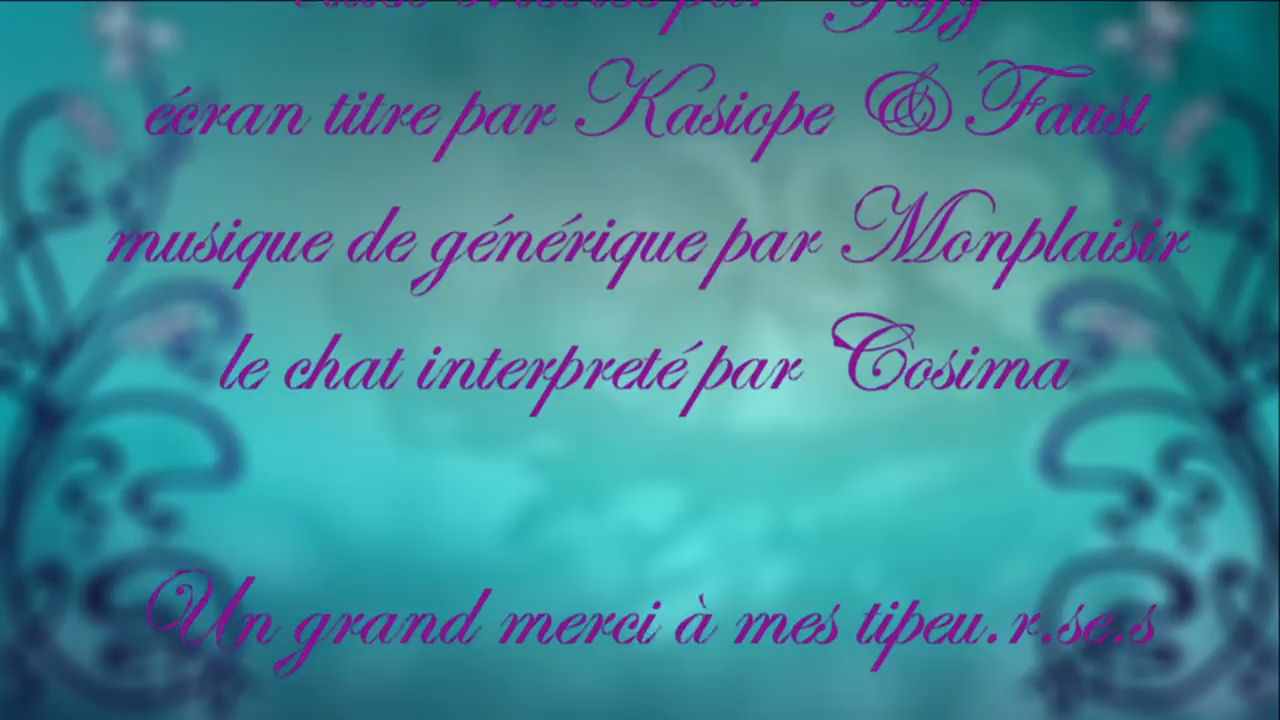 par
écran titre par Kasiope & Faust
musique de générique par Monplaisir
le chat interpreté par Cosima
Un grand merci à mes tipeu.r.se.s